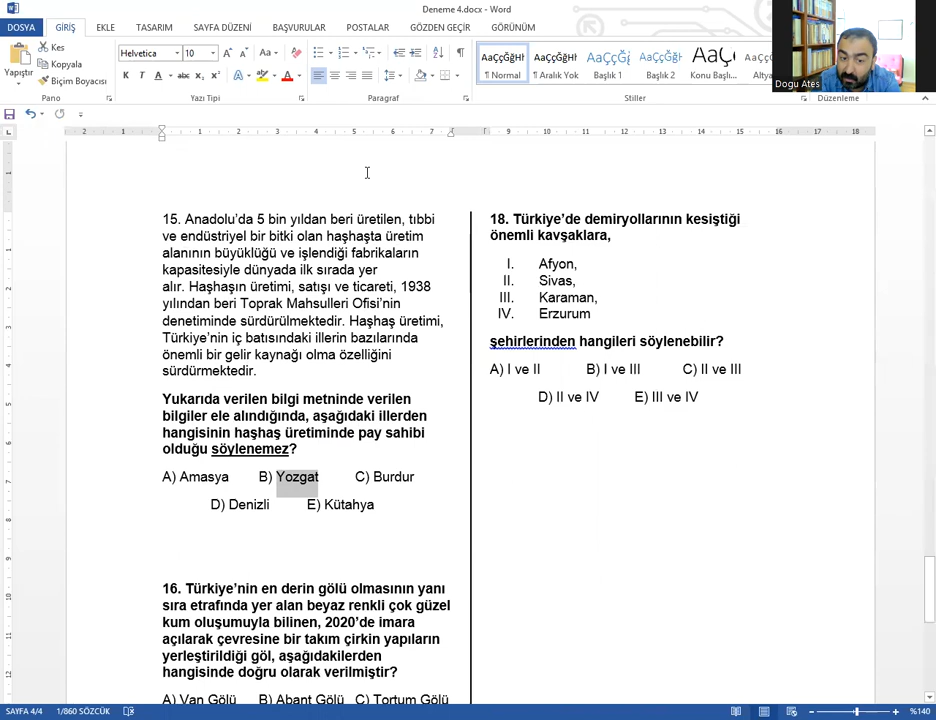 Deneme 4.docx - Word
DOSYA GİRİŞ EKLE TASARIM SAYFA DÜZENİ BAŞVURULAR POSTALAR GÖZDEN GEÇİR GÖRÜNÜM
Yapıştır
Kes
Kopyala
Biçim Boyacısı
Pano
Helvetica 10
Yazı Tipi
Paragraf
AaÇçĞğHł AaÇçĞğHł AaÇçĞğ AaÇçĞğ AaÇç
¶ Normal ¶ Aralık Yok Başlık 1 Başlık 2 Konu Başl...
Stiller
Düzenleme
Dogu Ates
15. Anadolu’da 5 bin yıldan beri üretilen, tıbbi
ve endüstriyel bir bitki olan haşhaşta üretim
alanının büyüklüğü ve işlendiği fabrikaların
kapasitesiyle dünyada ilk sırada yer
alır. Haşhaşın üretimi, satışı ve ticareti, 1938
yılından beri Toprak Mahsulleri Ofisi’nin
denetiminde sürdürülmektedir. Haşhaş üretimi,
Türkiye’nin iç batısındaki illerin bazılarında
önemli bir gelir kaynağı olma özelliğini
sürdürmektedir.
Yukarıda verilen bilgi metninde verilen
bilgiler ele alındığında, aşağıdaki illerden
hangisinin haşhaş üretiminde pay sahibi
olduğu söylenemez?
A) Amasya B) Yozgat C) Burdur
D) Denizli E) Kütahya
16. Türkiye’nin en derin gölü olmasının yanı
sıra etrafında yer alan beyaz renkli çok güzel
kum oluşumuyla bilinen, 2020’de imara
açılarak çevresine bir takım çirkin yapıların
yerleştirildiği göl, aşağıdakilerden
hangisinde doğru olarak verilmiştir?
A) Van Gölü B) Abant Gölü C) Tortum Gölü
18. Türkiye’de demiryollarının kesiştiği
önemli kavşaklara,
I. Afyon,
II. Sivas,
III. Karaman,
IV. Erzurum
şehirlerinden hangileri söylenebilir?
A) I ve II B) I ve III C) II ve III
D) II ve IV E) III ve IV
SAYFA 4/4 1/860 SÖZCÜK
%140